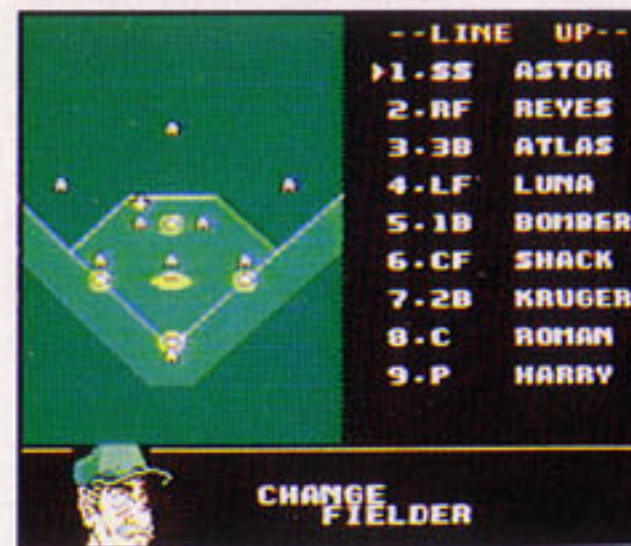 --LINE UP--
1.SS ASTOR
2.RF REYES
3.3B ATLAS
4.LF LUNA
5.1B BOMBER
6.CF SHACK
7.2B KRUGER
8.C ROMAN
9.P HARRY
CHANGE
FIELDER